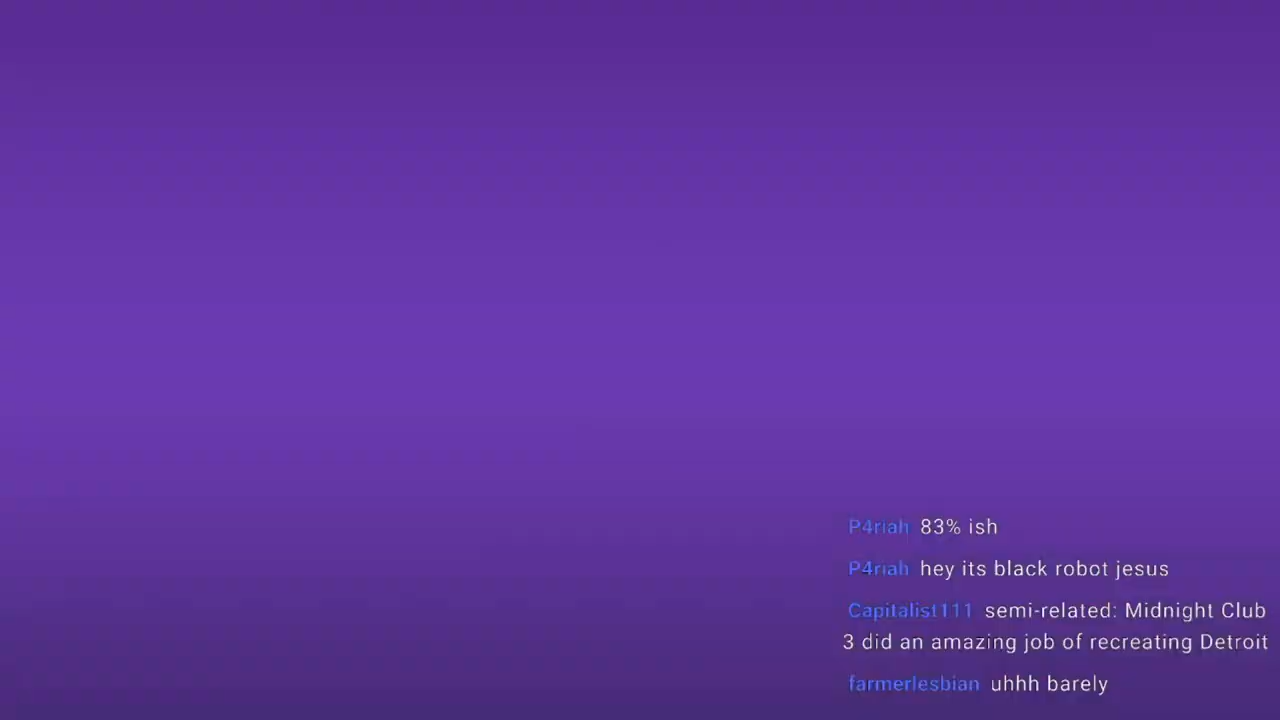 P4riah 83% ish
P4riah hey its black robot jesus
Capitalist111 semi-related: Midnight Club
3 did an amazing job of recreating Detroit
farmerlesbian uhhh barely